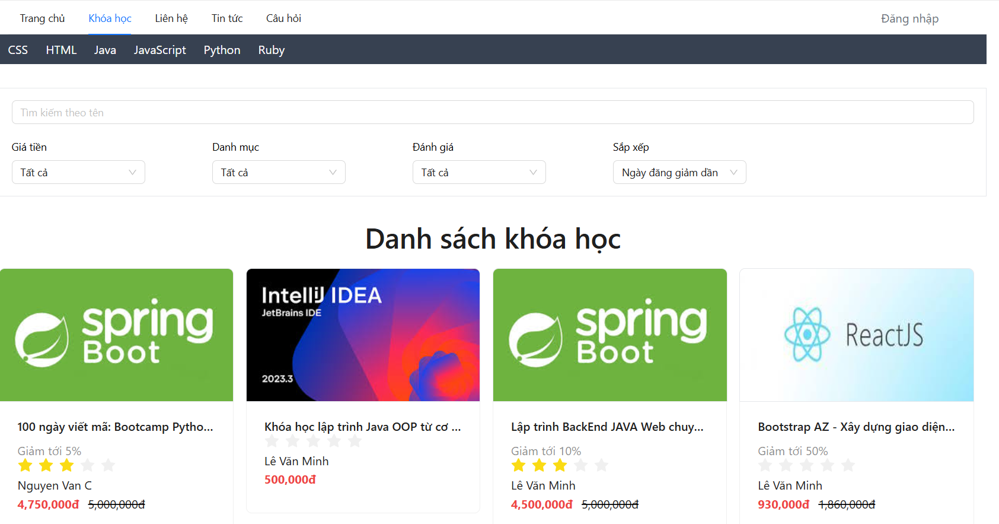 Trang chủ Khóa học Liên hệ Tin tức Câu hỏi Đăng nhập
CSS HTML Java JavaScript Python Ruby
Tìm kiếm theo tên
Giá tiền Danh mục Đánh giá Sắp xếp
Tất cả Tất cả Tất cả Ngày đăng giảm dần
Danh sách khóa học
spring
Boot
IntelliJ IDEA
JetBrains IDE
2023.3
spring
Boot
ReactJS
100 ngày viết mã: Bootcamp Pytho...
Giảm tới 5%
Nguyen Van C
4,750,000đ 5,000,000đ
Khóa học lập trình Java OOP từ cơ ...
Lê Văn Minh
500,000đ
Lập trình BackEnd JAVA Web chuy...
Giảm tới 10%
Lê Văn Minh
4,500,000đ 5,000,000đ
Bootstrap AZ - Xây dựng giao diện...
Giảm tới 50%
Lê Văn Minh
930,000đ 1,860,000đ